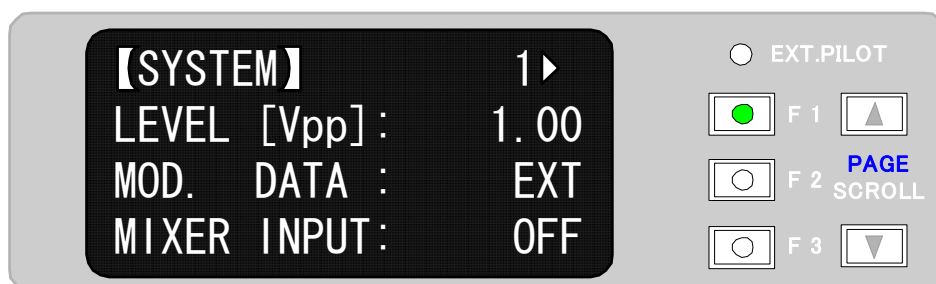 【SYSTEM】 1▶
LEVEL [Vpp]: 1.00
MOD. DATA : EXT
MIXER INPUT: OFF
EXT.PILOT
F 1
F 2
PAGE
SCROLL
F 3